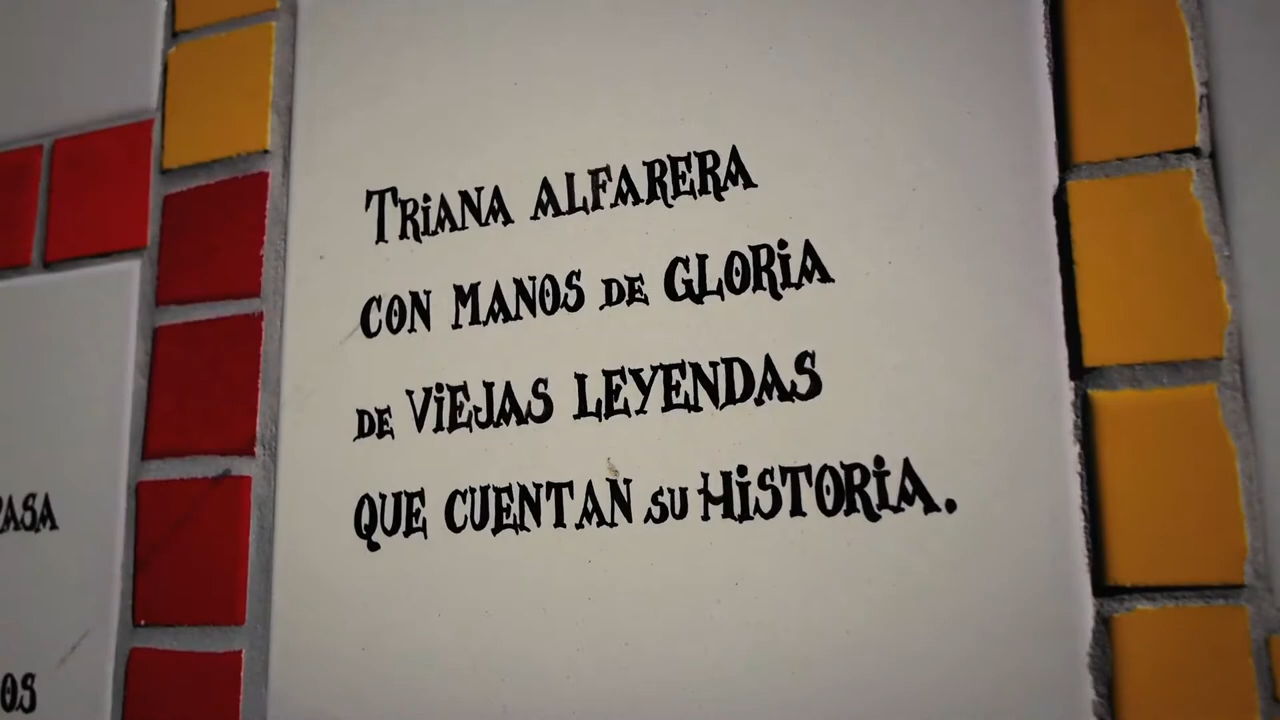 TRiANA ALFARERA
CON MANOS DE GLORiA
DE ViEJAS LEYENDAS
QUE CUENTAN SU HiSTORiA.